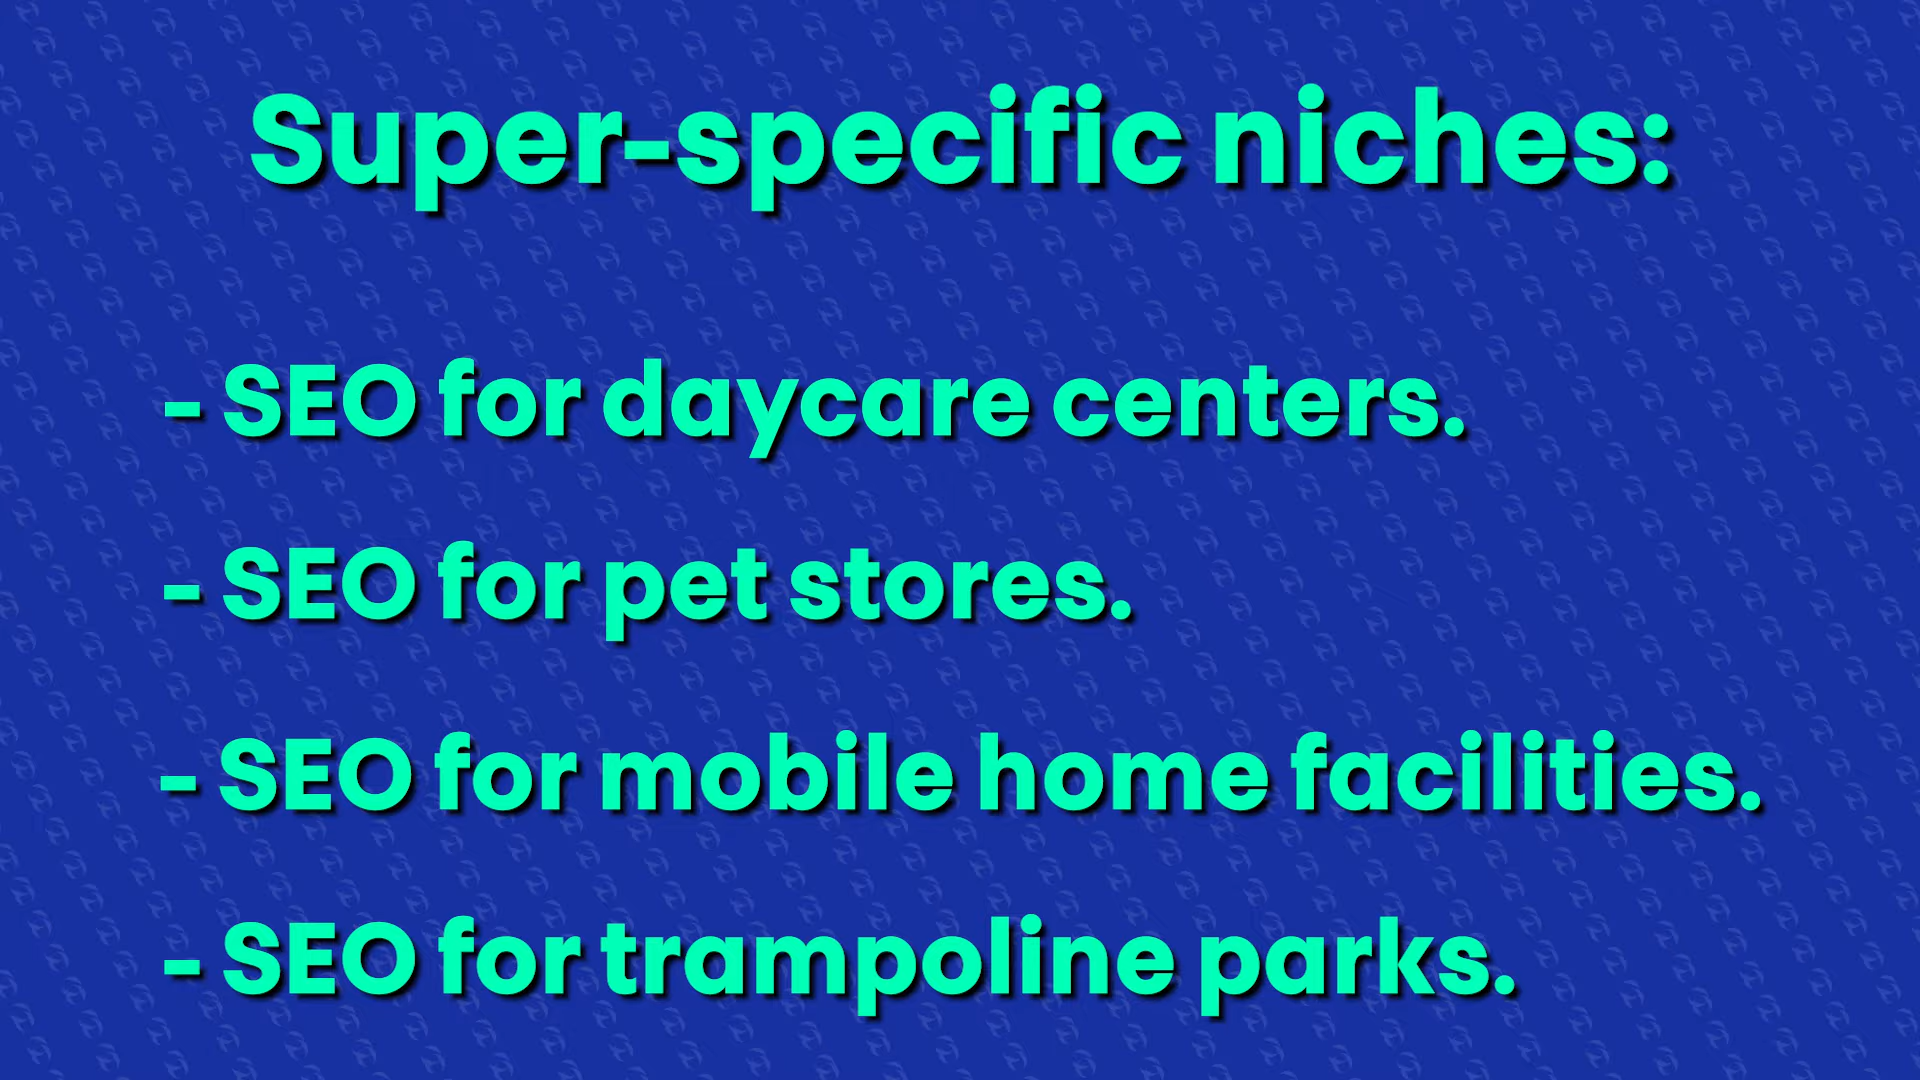 Super-specific niches:
- SEO for daycare centers.
- SEO for pet stores.
- SEO for mobile home facilities.
- SEO for trampoline parks.